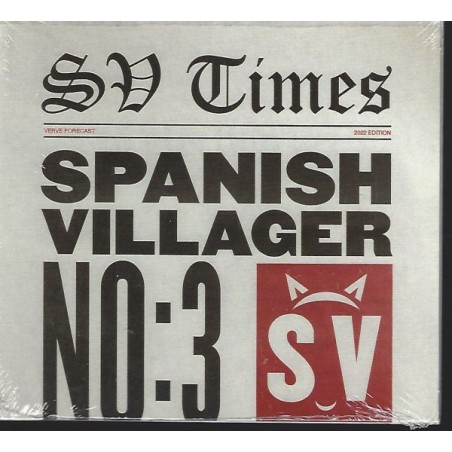 SV Times
VERVE FORECAST 2022 EDITION
SPANISH
VILLAGER
NO:3
SV